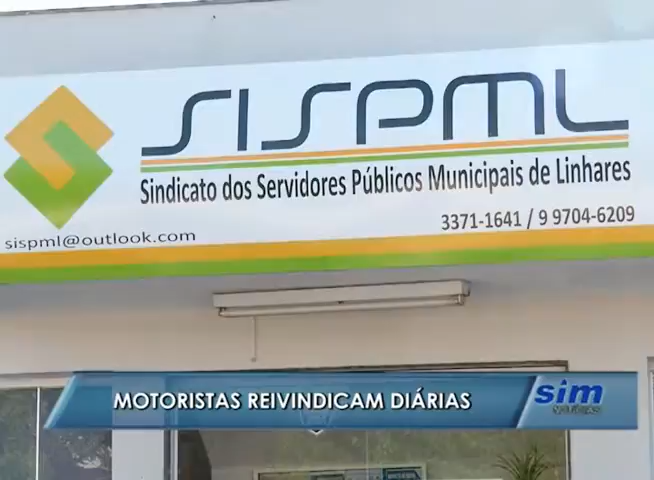 SISPML
Sindicato dos Servidores Públicos Municipais de Linhares
3371-1641 / 9 9704-6209
sispml@outlook.com
MOTORISTAS REIVINDICAM DIÁRIAS
sim
NOTÍCIAS